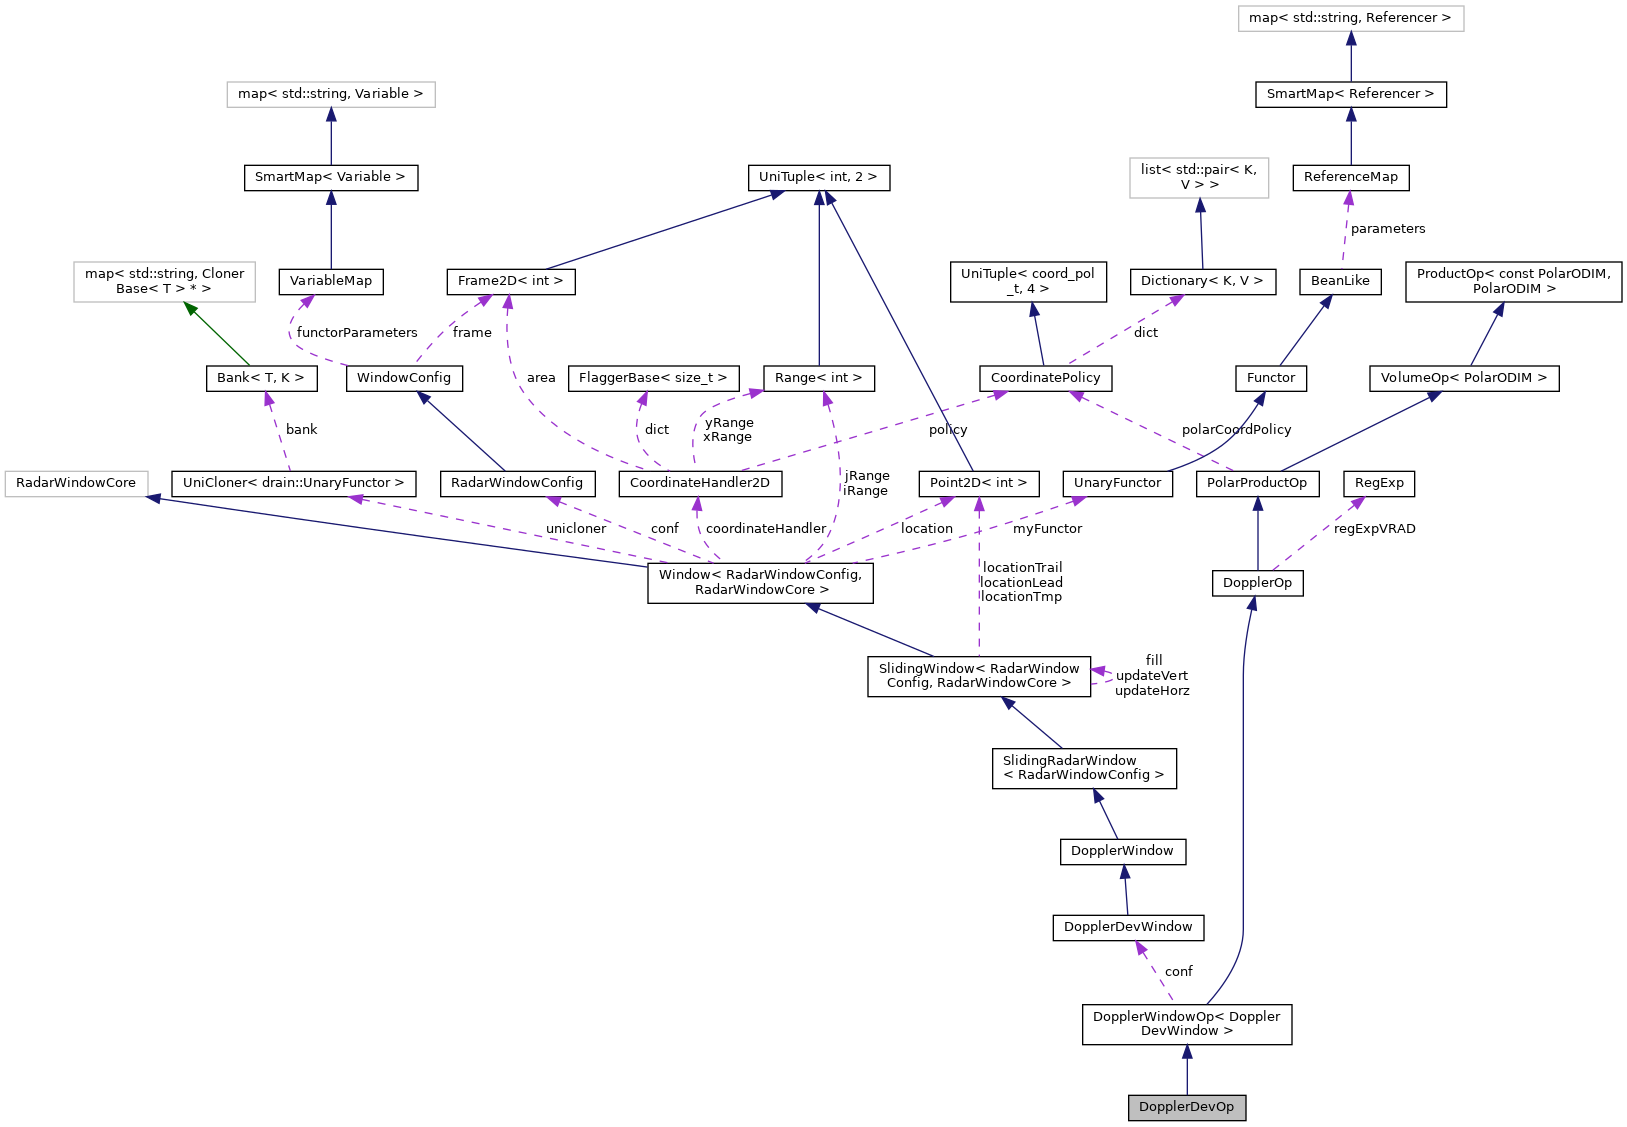 map< std::string, Referencer >
map< std::string, Variable >
SmartMap< Referencer >
SmartMap< Variable >
UniTuple< int, 2 >
list< std::pair< K,
V > >
ReferenceMap
parameters
map< std::string, Cloner
Base< T > * >
VariableMap
Frame2D< int >
UniTuple< coord_pol
_t, 4 >
Dictionary< K, V >
BeanLike
ProductOp< const PolarODIM,
PolarODIM >
functorParameters
frame
dict
Bank< T, K >
WindowConfig
area
FlaggerBase< size_t >
Range< int >
CoordinatePolicy
Functor
VolumeOp< PolarODIM >
bank
dict
yRange
xRange
policy
polarCoordPolicy
RadarWindowCore
UniCloner< drain::UnaryFunctor >
RadarWindowConfig
CoordinateHandler2D
jRange
iRange
Point2D< int >
UnaryFunctor
PolarProductOp
RegExp
unicloner
conf
coordinateHandler
location
myFunctor
regExpVRAD
Window< RadarWindowConfig,
RadarWindowCore >
locationTrail
locationLead
locationTmp
DopplerOp
SlidingWindow< RadarWindow
Config, RadarWindowCore >
fill
updateVert
updateHorz
SlidingRadarWindow
< RadarWindowConfig >
DopplerWindow
DopplerDevWindow
conf
DopplerWindowOp< Doppler
DevWindow >
DopplerDevOp